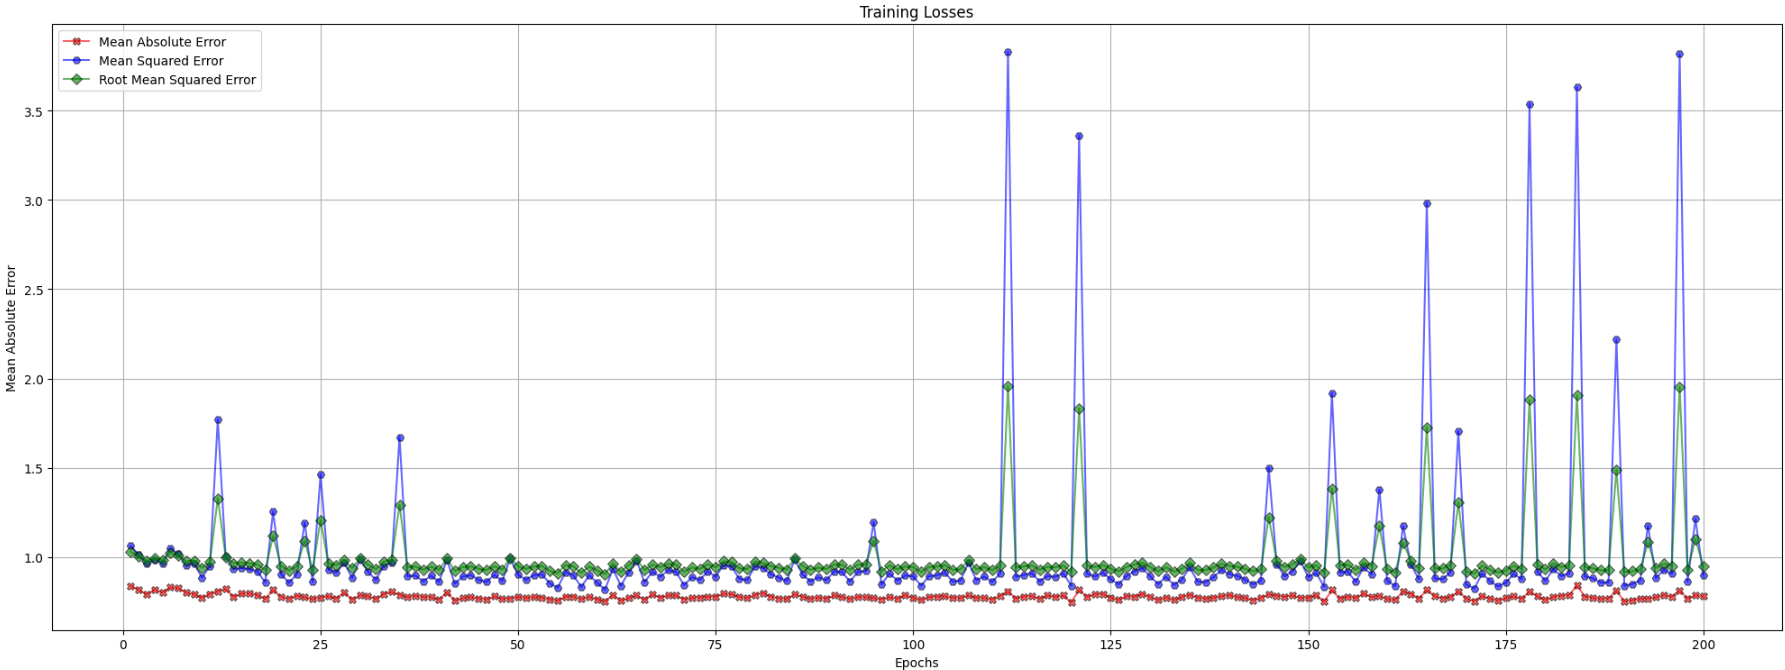 Training Losses
Mean Absolute Error
Mean Squared Error
Root Mean Squared Error
Mean Absolute Error
3.5
3.0
2.5
2.0
1.5
1.0
0 25 50 75 100 125 150 175 200
Epochs